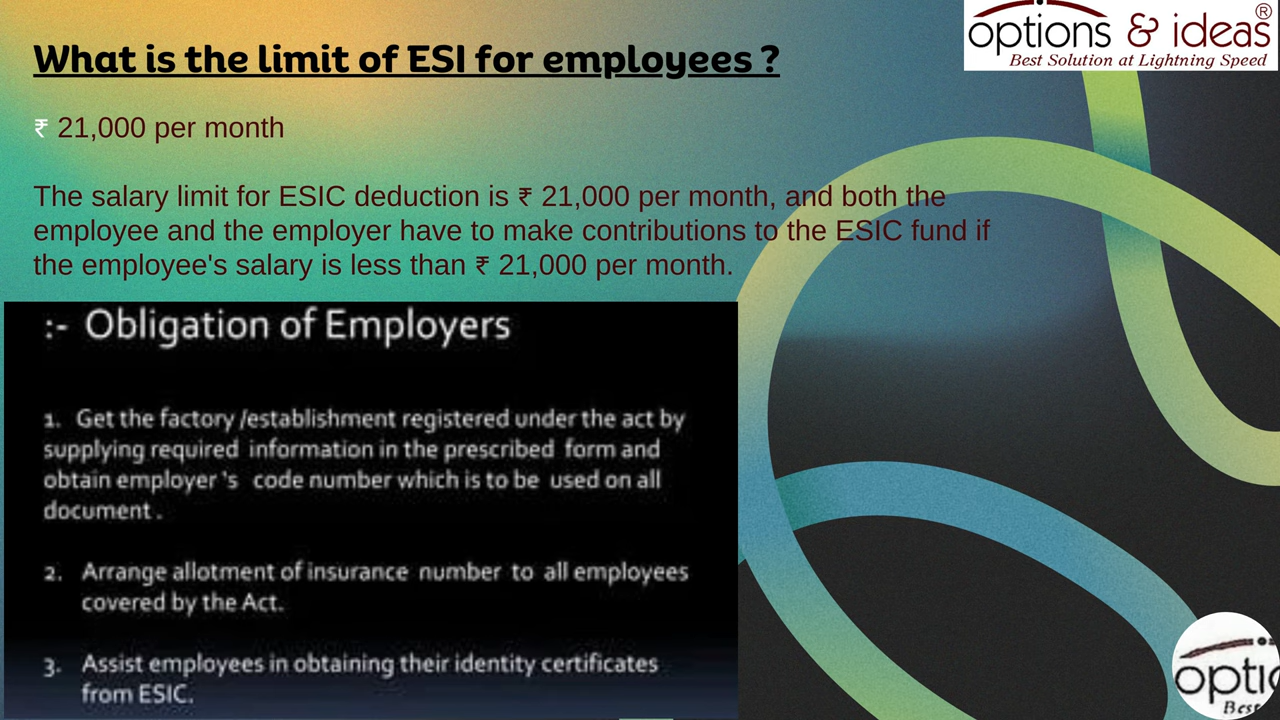 options & ideas®
Best Solution at Lightning Speed
What is the limit of ESI for employees ?
₹ 21,000 per month
The salary limit for ESIC deduction is ₹ 21,000 per month, and both the
employee and the employer have to make contributions to the ESIC fund if
the employee's salary is less than ₹ 21,000 per month.
:- Obligation of Employers
1. Get the factory /establishment registered under the act by
supplying required information in the prescribed form and
obtain employer 's code number which is to be used on all
document .
2. Arrange allotment of insurance number to all employees
covered by the Act.
3. Assist employees in obtaining their identity certificates
from ESIC.
optio
Best